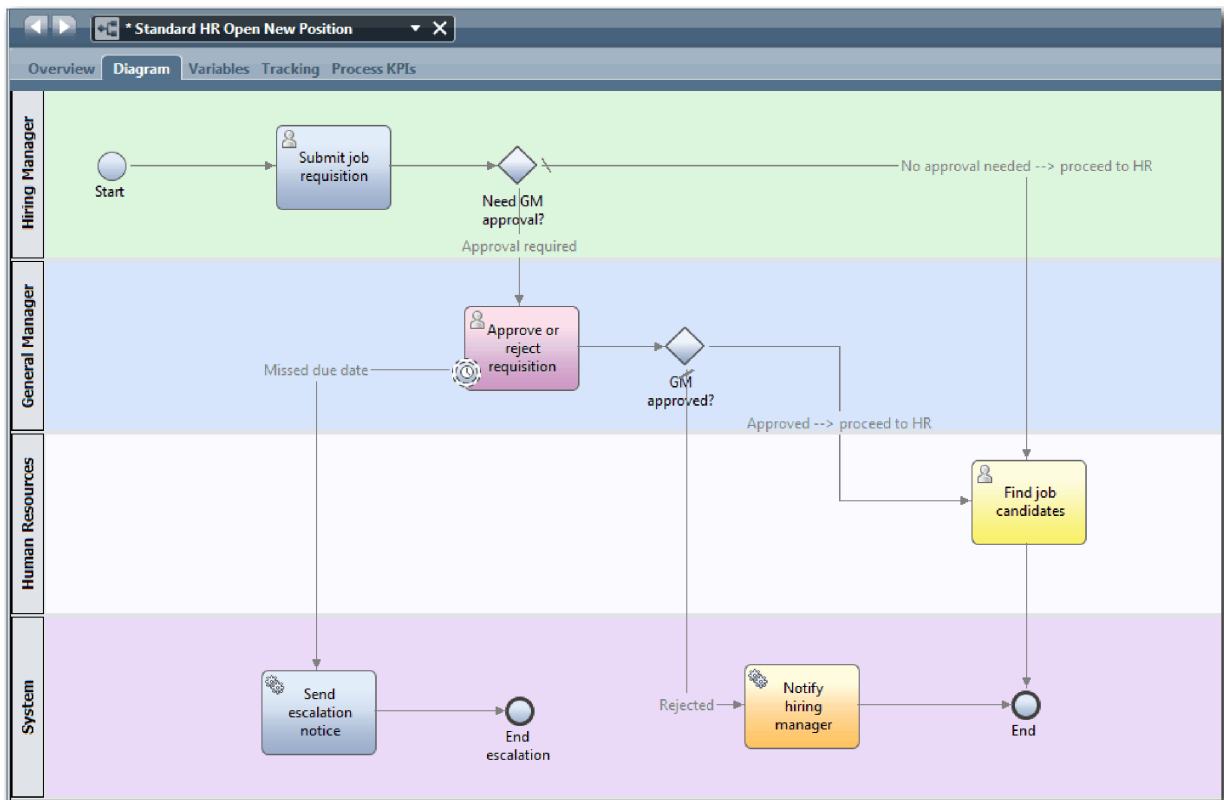 * Standard HR Open New Position
Overview
Diagram
Variables
Tracking
Process KPIs
Hiring Manager
Start
Submit job
requisition
Need GM
approval?
No approval needed --> proceed to HR
Approval required
General Manager
Approve or
reject
requisition
Missed due date
GM
approved?
Approved --> proceed to HR
Human Resources
Find job
candidates
System
Send
escalation
notice
End
escalation
Rejected
Notify
hiring
manager
End